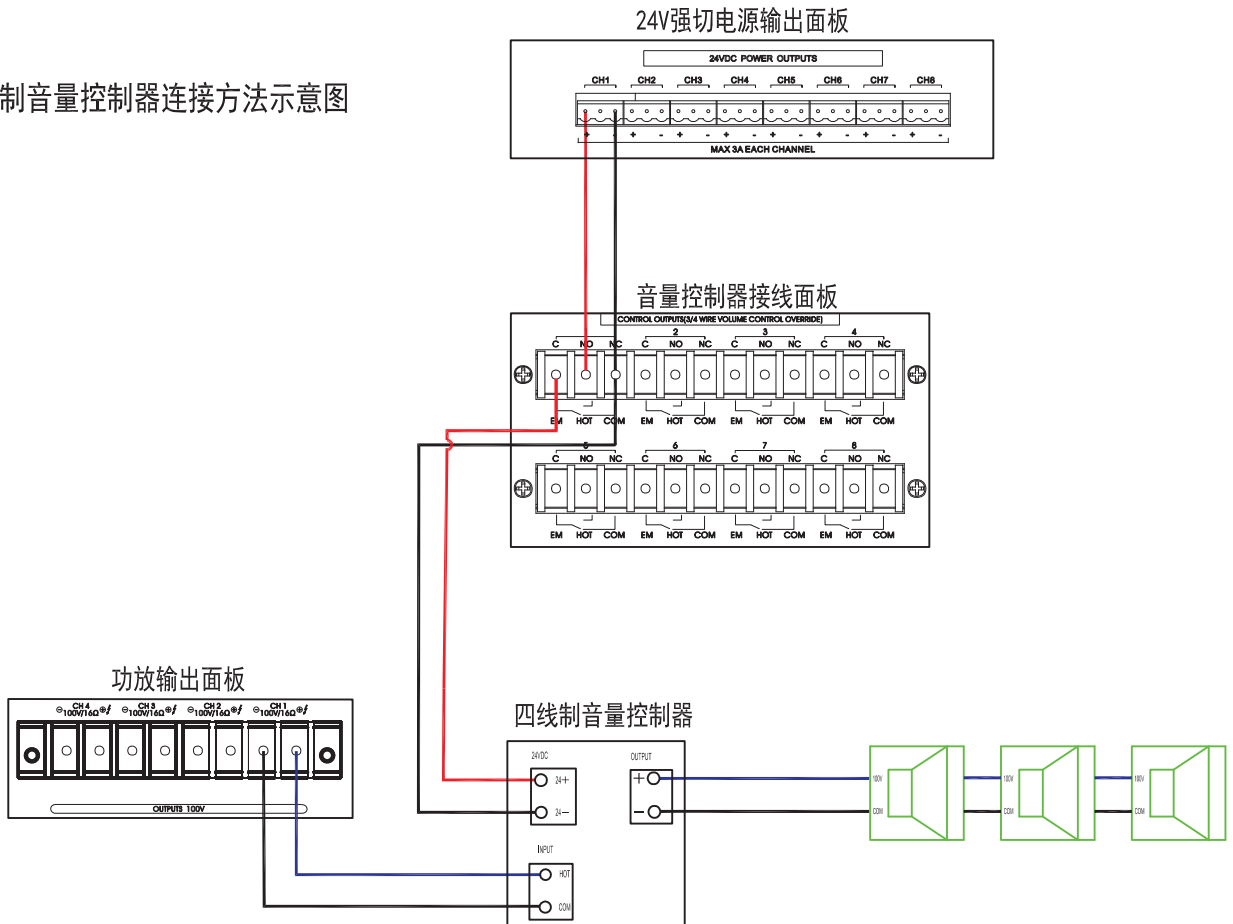 24V强切电源输出面板
24VDC POWER OUTPUTS
CH1 CH2 CH3 CH4 CH5 CH6 CH7 CH8
+ - + - + - + - + - + - + - + -
MAX 3A EACH CHANNEL
制音量控制器连接方法示意图
音量控制器接线面板
CONTROL OUTPUTS(3/4 WIRE VOLUME CONTROL OVERRIDE)
2 3 4
C NO NC C NO NC C NO NC C NO NC
EM HOT COM EM HOT COM EM HOT COM EM HOT COM
5 6 7 8
C NO NC C NO NC C NO NC C NO NC
EM HOT COM EM HOT COM EM HOT COM EM HOT COM
功放输出面板
CH 4 CH 3 CH 2 CH 1
⊖100V/16Ω⊕ ⊖100V/16Ω⊕ ⊖100V/16Ω⊕ ⊖100V/16Ω⊕
OUTPUTS 100V
四线制音量控制器
24VDC OUTPUT
24+ +
24- -
INPUT
HOT
COM
100V 100V 100V
COM COM COM